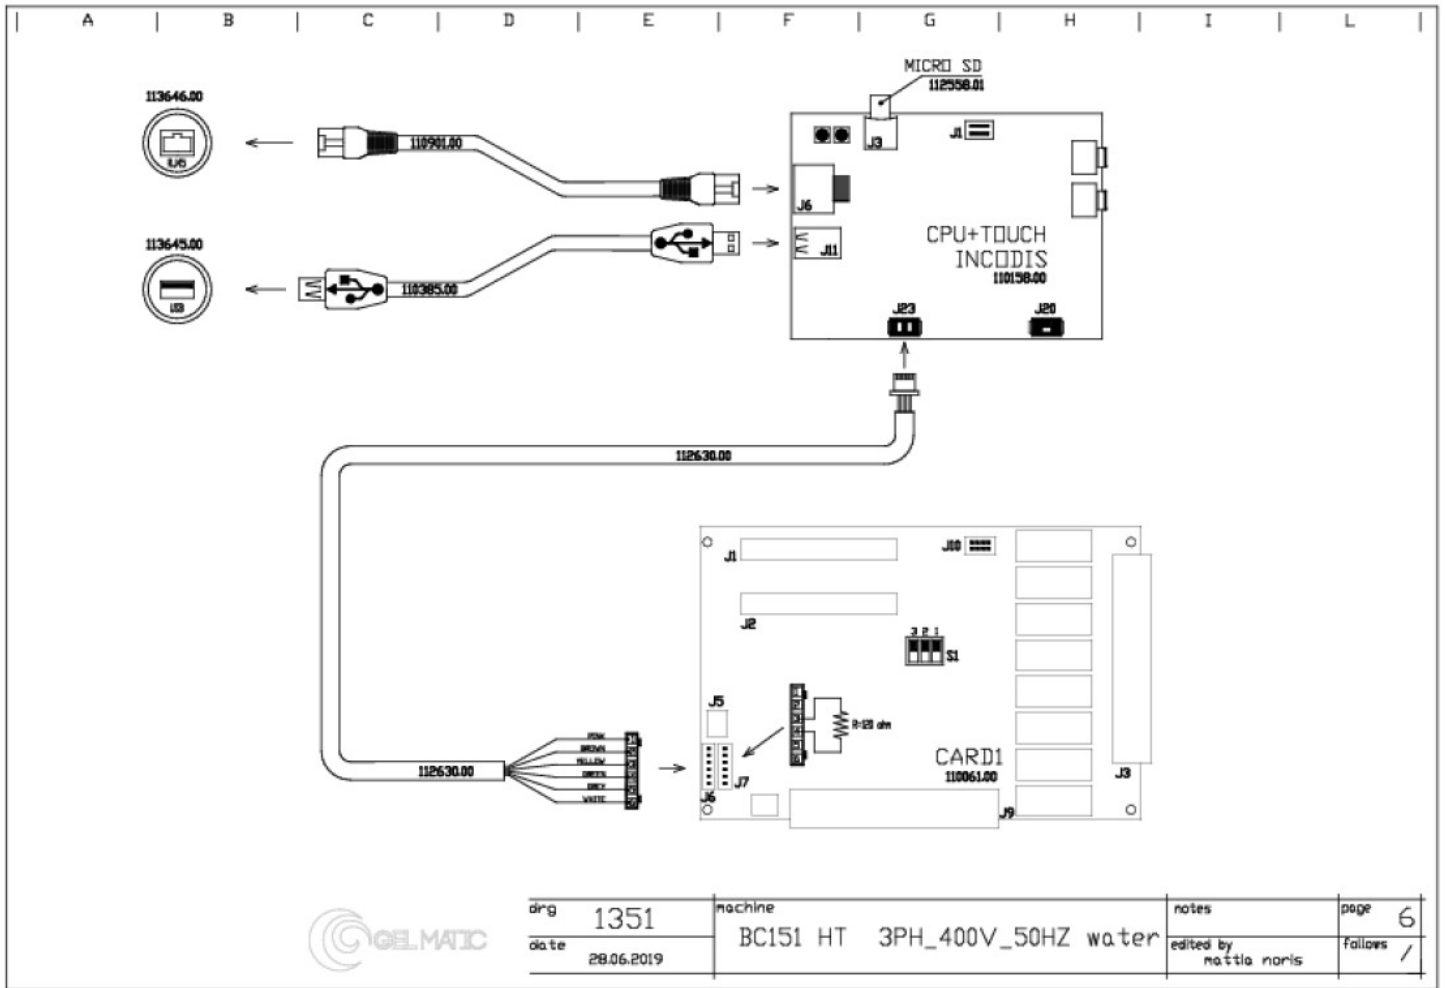 A B C D E F G H I L
MICRO SD
112558.01
113646.00
RJ45
110901.00
J3
J1
J6
113645.00
USB
110385.00
J11
CPU+TOUCH
INCODIS
110158.00
J23
J20
112630.00
J1
J10
J2
3 2 1
S1
J5
R=120 ohm
PINK
BROWN
YELLOW
GREEN
GREY
WHITE
112630.00
J6
J7
CARD1
110061.00
J3
J9
GEL MATIC
drg
1351
date
28.06.2019
machine
BC151 HT 3PH_400V_50HZ water
notes
edited by
mattia noris
page
6
follows
/